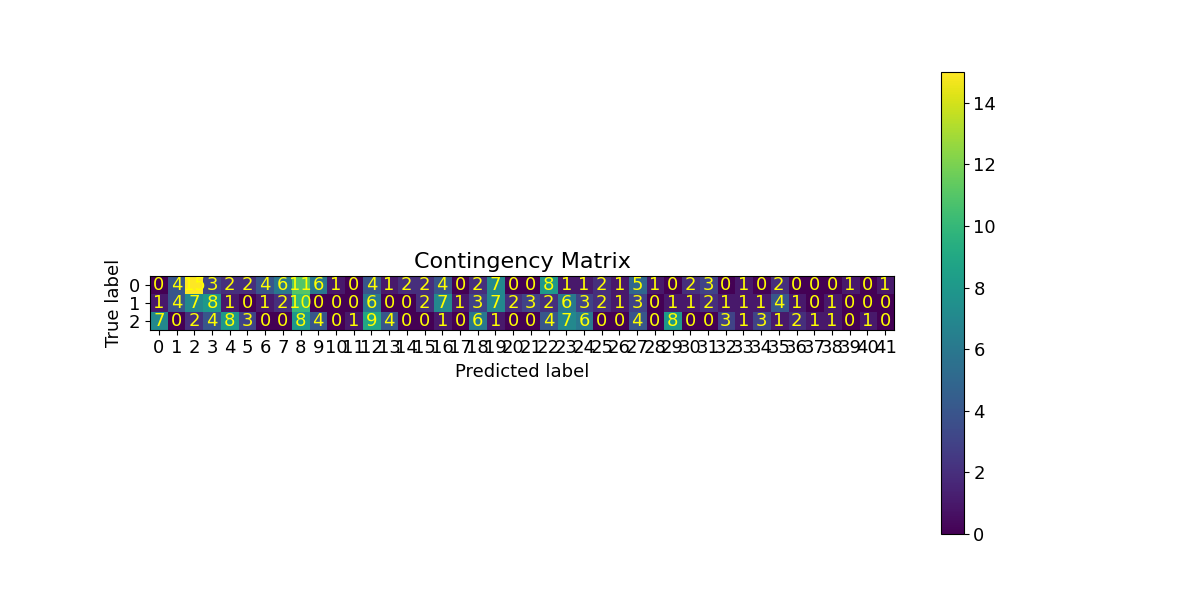 Contingency Matrix
True label
0 0 4 3 2 2 4 6 11 6 1 0 4 1 2 2 4 0 2 7 0 0 8 1 1 2 1 5 1 0 2 3 0 1 0 2 0 0 0 1 0 1
1 1 4 7 8 1 0 1 2 10 0 0 0 6 0 0 2 7 1 3 7 2 3 2 6 3 2 1 3 0 1 1 2 1 1 1 4 1 0 1 0 0 0
2 7 0 2 4 8 3 0 0 8 4 0 1 9 4 0 0 1 0 6 1 0 0 4 7 6 0 0 4 0 8 0 0 3 1 3 1 2 1 1 0 1 0
0 1 2 3 4 5 6 7 8 9 10 11 12 13 14 15 16 17 18 19 20 21 22 23 24 25 26 27 28 29 30 31 32 33 34 35 36 37 38 39 40 41
Predicted label
14
12
10
8
6
4
2
0